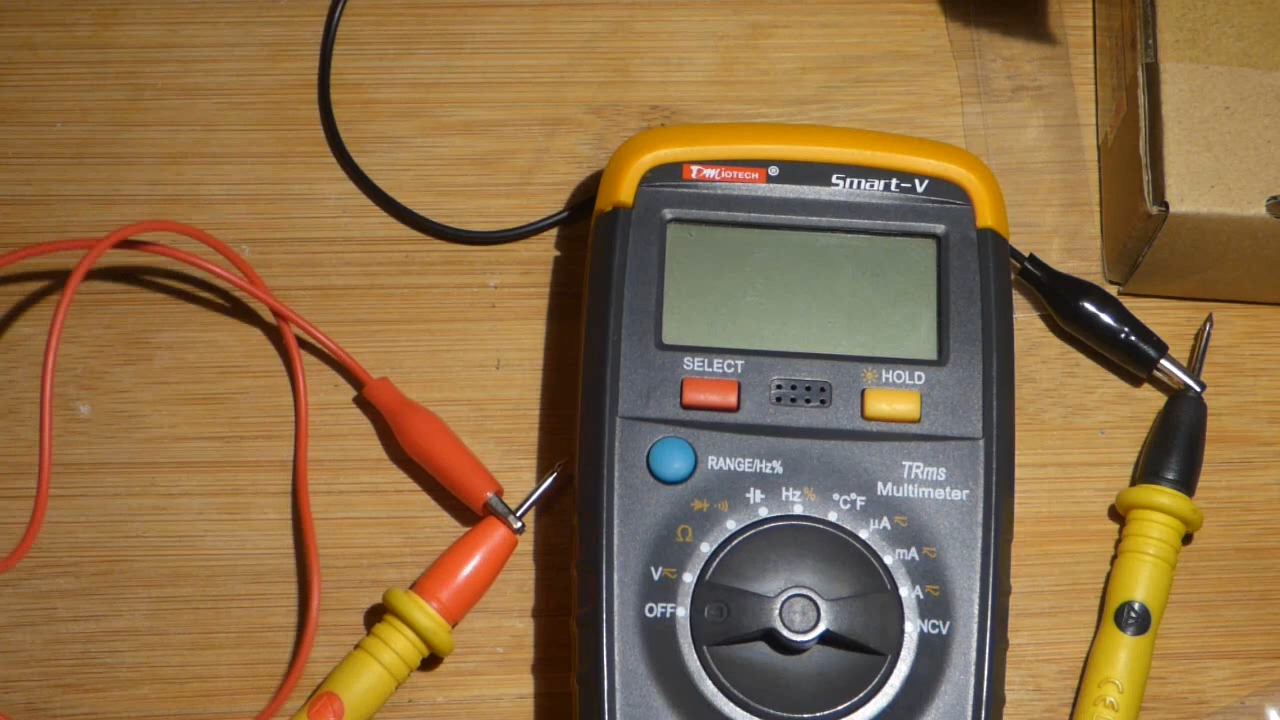 DMiOTECH ®
Smart-V
SELECT
HOLD
RANGE/Hz%
TRms
Multimeter
Hz %
°C°F
µA
Ω
mA
V
A
OFF
NCV
CE